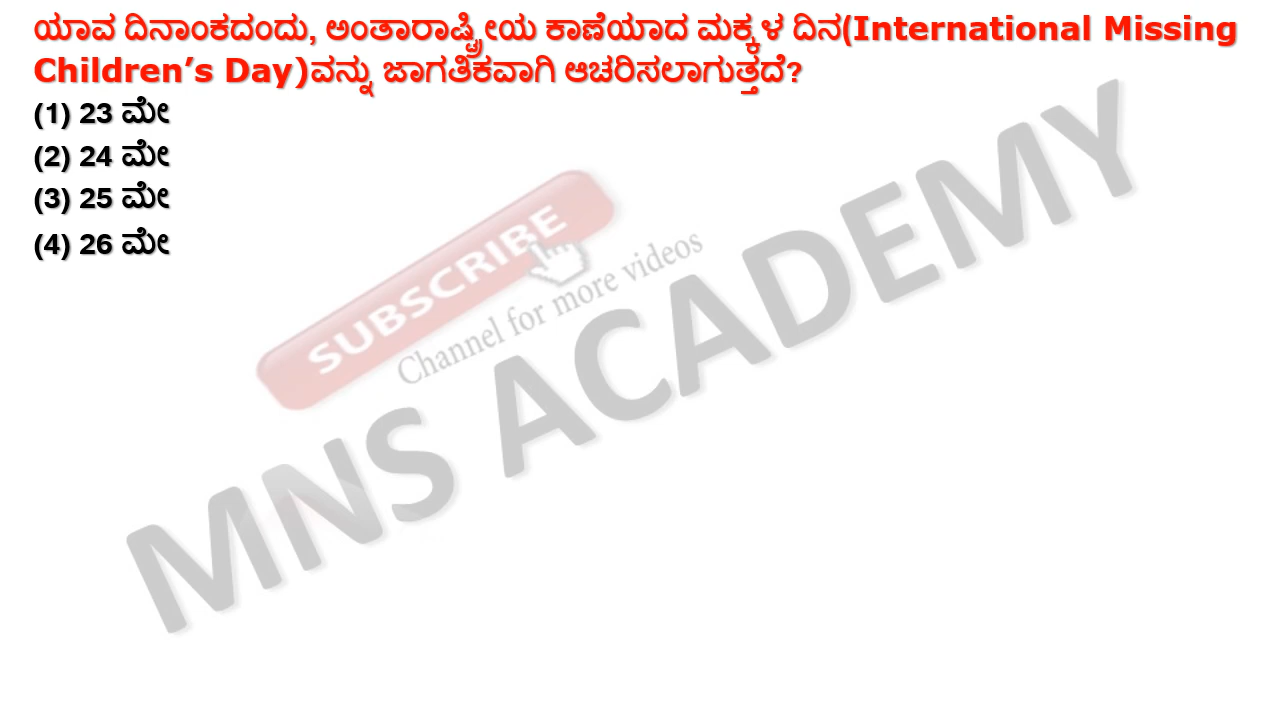 ಯಾವ ದಿನಾಂಕದಂದು, ಅಂತಾರಾಷ್ಟ್ರೀಯ ಕಾಣೆಯಾದ ಮಕ್ಕಳ ದಿನ(International Missing
Children’s Day)ವನ್ನು ಜಾಗತಿಕವಾಗಿ ಆಚರಿಸಲಾಗುತ್ತದೆ?
(1) 23 ಮೇ
(2) 24 ಮೇ
(3) 25 ಮೇ
(4) 26 ಮೇ
SUBSCRIBE
Channel for more videos
MNS ACADEMY